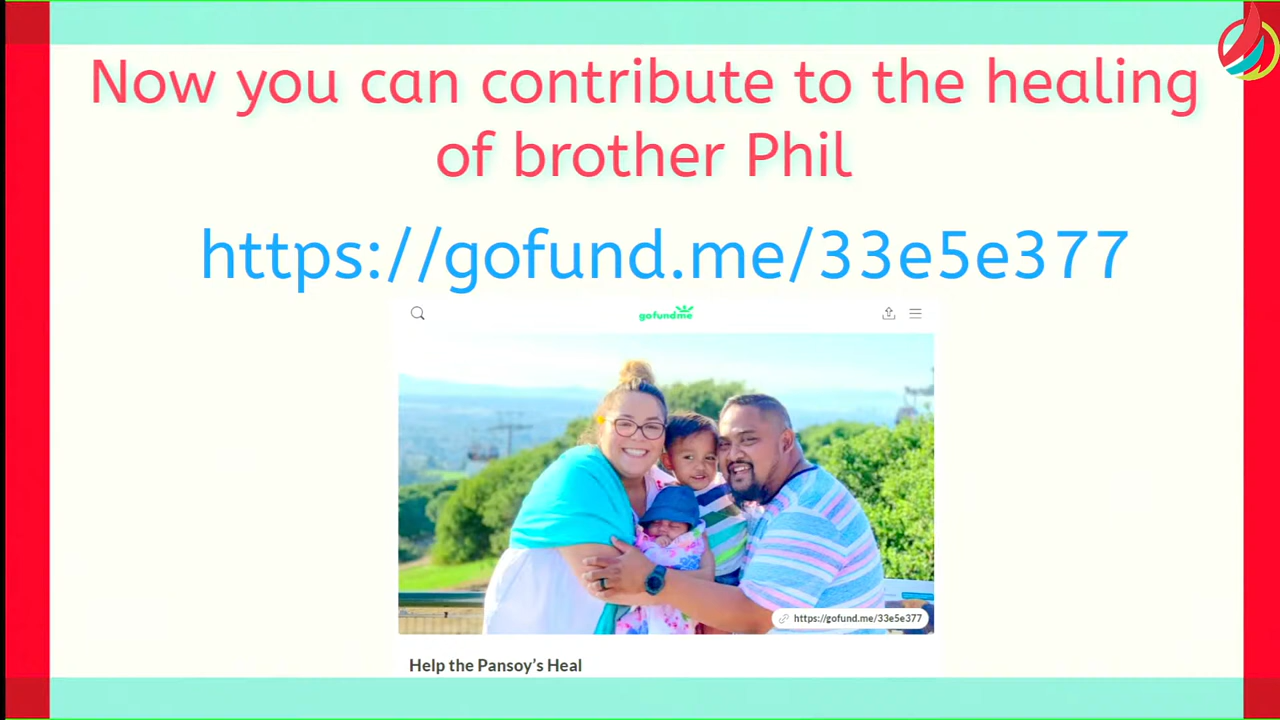 Now you can contribute to the healing
of brother Phil
https://gofund.me/33e5e377
gofundme
https://gofund.me/33e5e377
Help the Pansoy's Heal